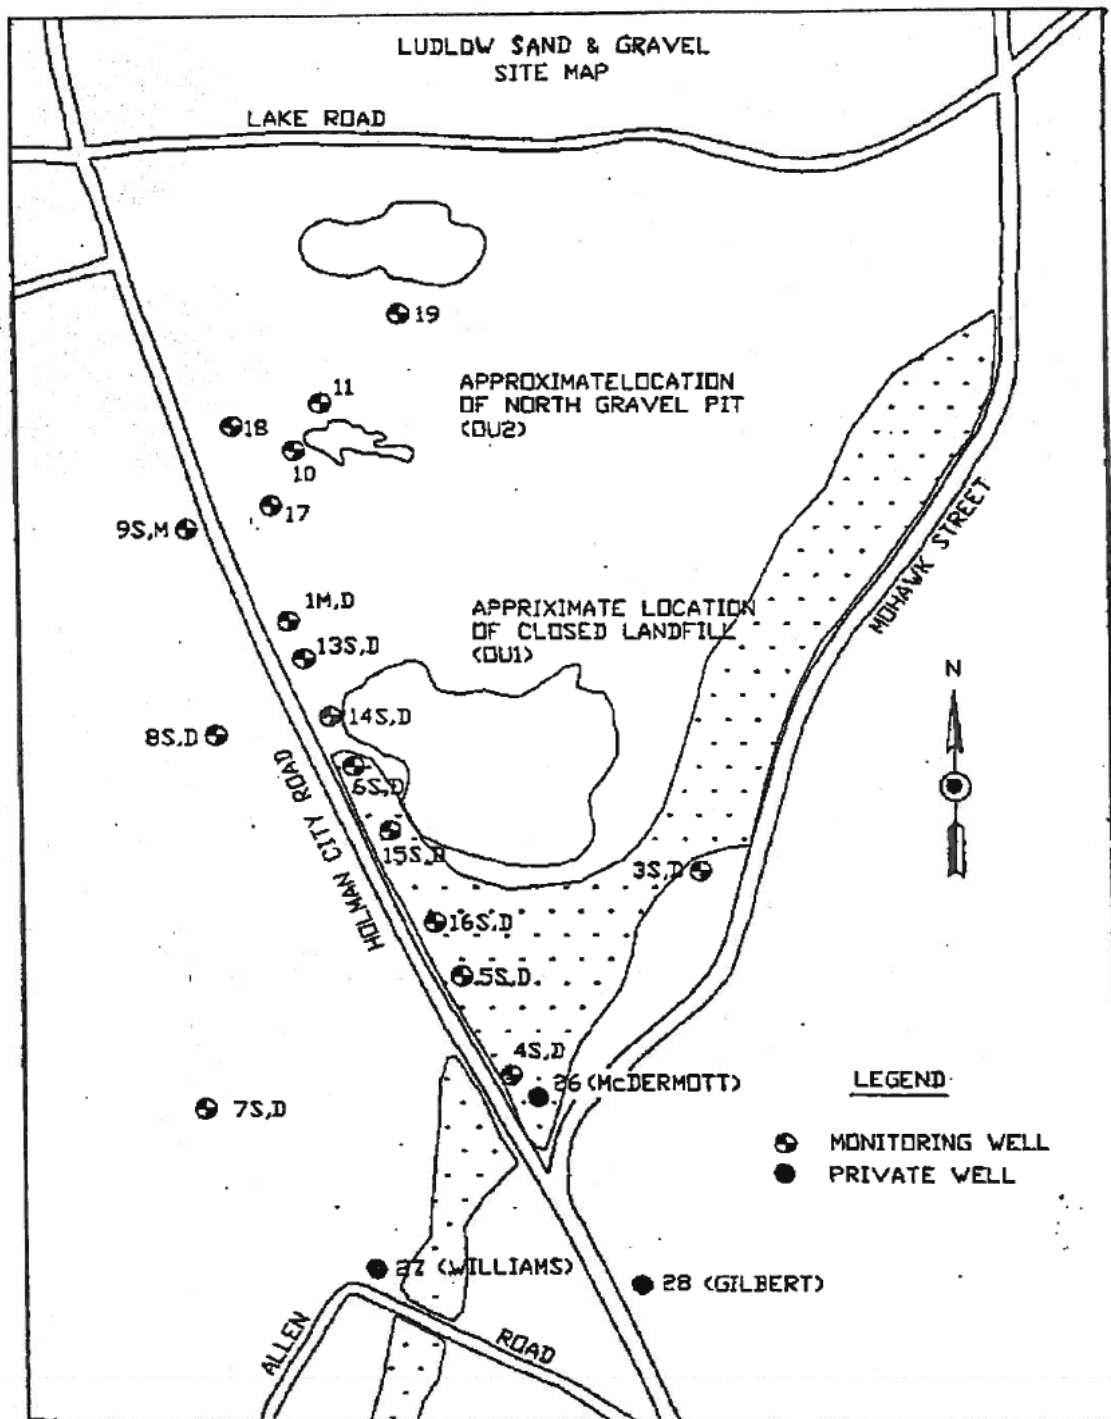 LUDLOW SAND & GRAVEL
SITE MAP
LAKE ROAD
19
APPROXIMATELOCATION
OF NORTH GRAVEL PIT
(OU2)
11
18
10
17
9S,M
MOHAWK STREET
1M,D
APPRIXIMATE LOCATION
OF CLOSED LANDFILL
(OU1)
13S,D
14S,D
8S,D
N
HOLMAN CITY ROAD
6S,D
15S,D
3S,D
16S,D
5S,D
4S,D
26 (McDERMOTT)
LEGEND
7S,D
MONITORING WELL
PRIVATE WELL
27 (WILLIAMS)
28 (GILBERT)
ALLEN ROAD